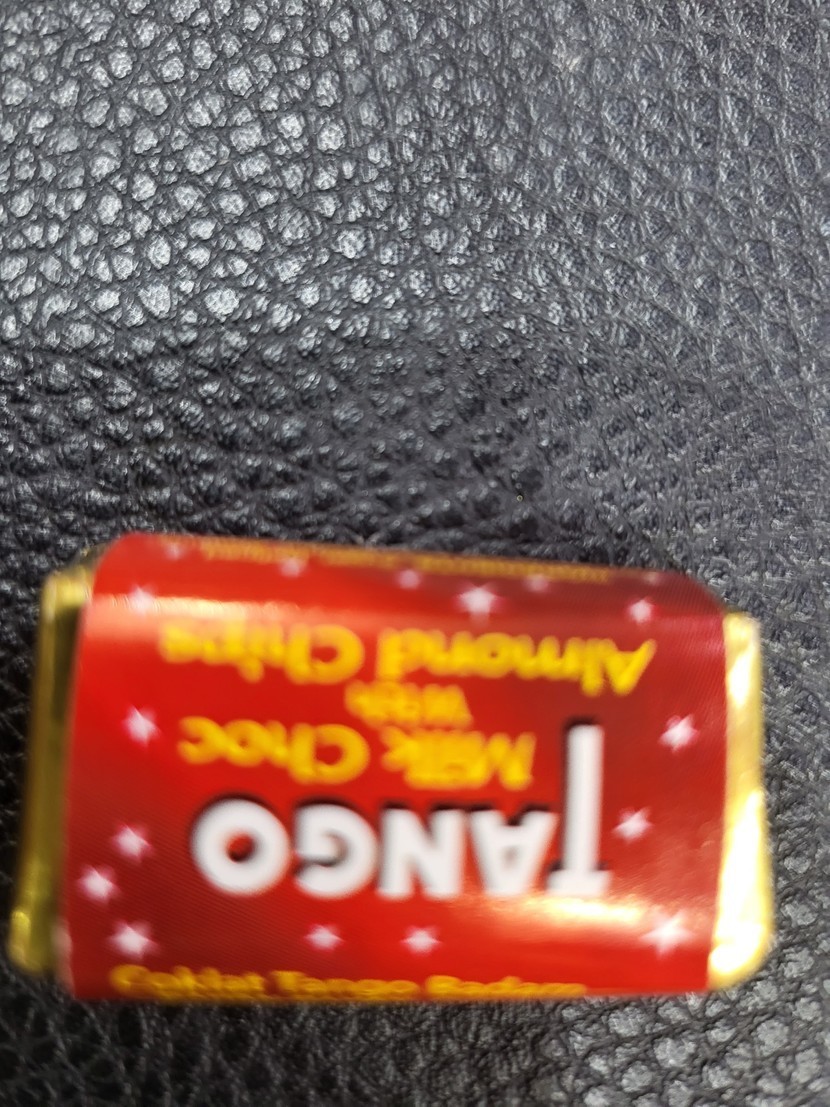 TANGO
Milk Choc
With
Almond Chips
Coklat Tango Badam